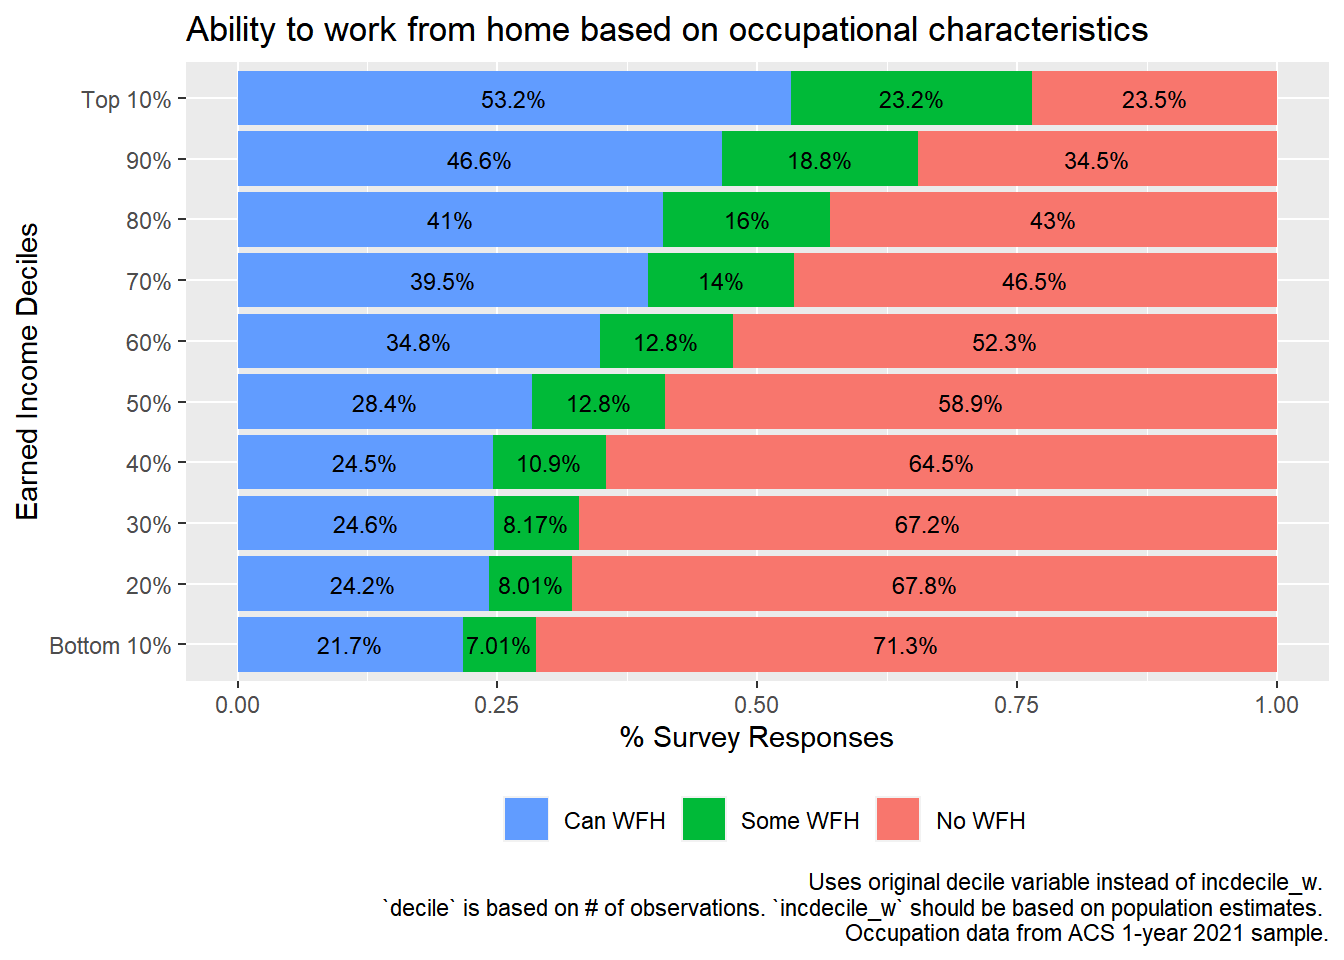 Ability to work from home based on occupational characteristics
Earned Income Deciles
Top 10% 53.2% 23.2% 23.5%
90% 46.6% 18.8% 34.5%
80% 41% 16% 43%
70% 39.5% 14% 46.5%
60% 34.8% 12.8% 52.3%
50% 28.4% 12.8% 58.9%
40% 24.5% 10.9% 64.5%
30% 24.6% 8.17% 67.2%
20% 24.2% 8.01% 67.8%
Bottom 10% 21.7% 7.01% 71.3%
0.00 0.25 0.50 0.75 1.00
% Survey Responses
Can WFH Some WFH No WFH
Uses original decile variable instead of incdecile_w.
`decile` is based on # of observations. `incdecile_w` should be based on population estimates.
Occupation data from ACS 1-year 2021 sample.